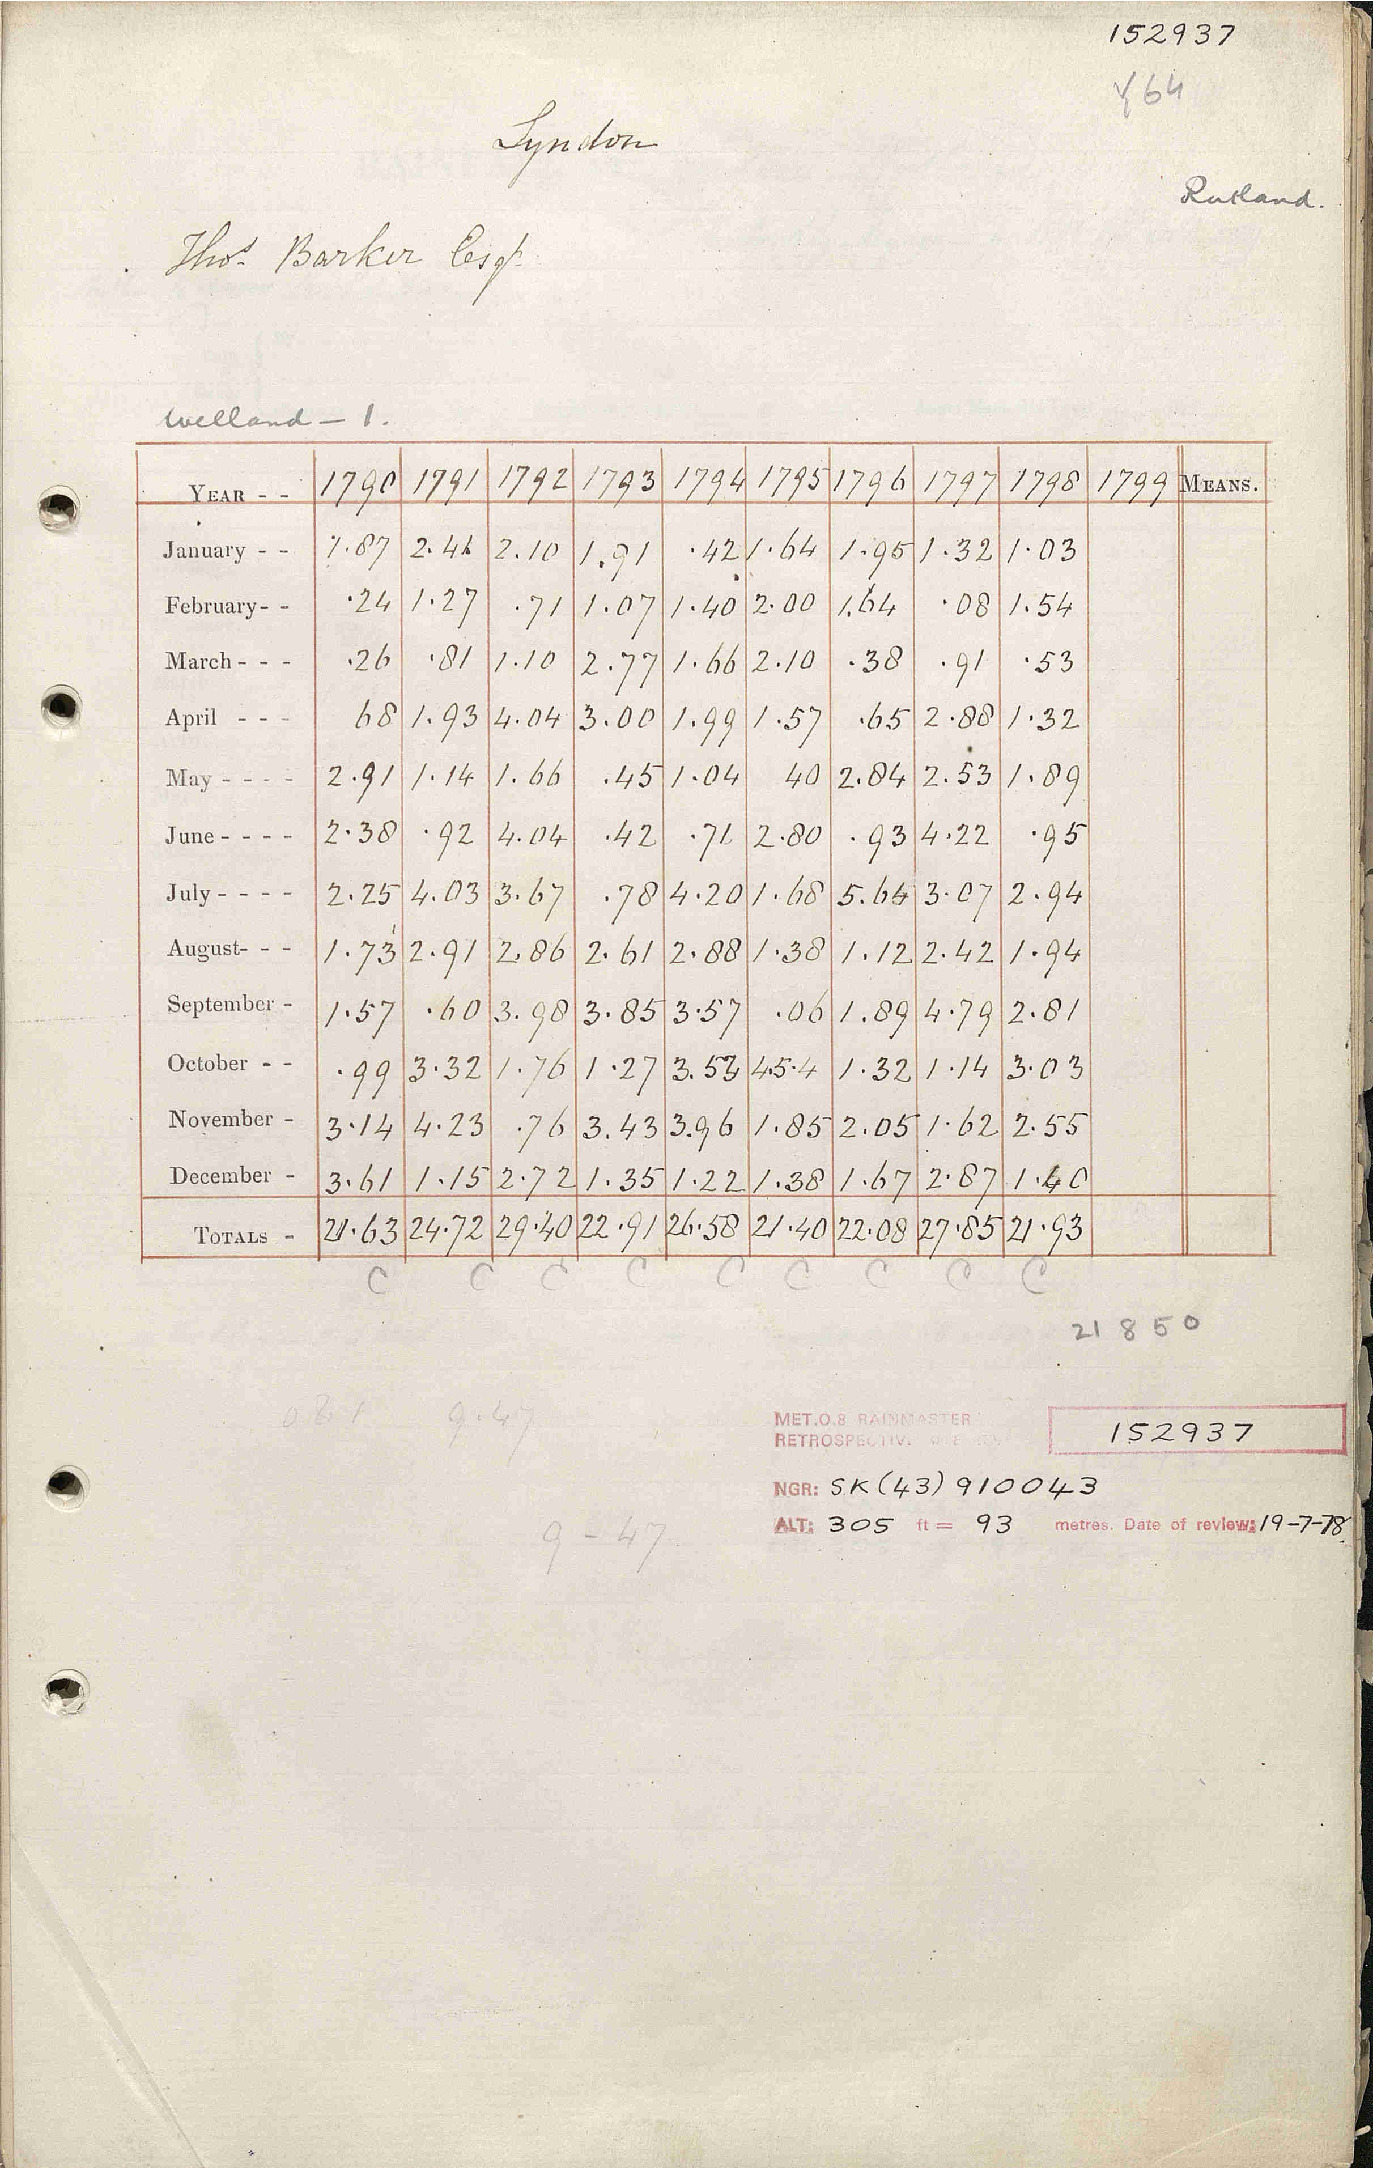 152937
64
Lyndon
Rutland.
Thos. Barker Esqr.
Welland – 1.
YEAR - - 1790 1791 1792 1793 1794 1795 1796 1797 1798 1799 MEANS.
January - - 1.87 2.41 2.10 1.91 .42 1.64 1.95 1.32 1.03
February- - .24 1.27 .71 1.07 1.40 2.00 1.64 .08 1.54
March - - - .26 .81 1.10 2.77 1.66 2.10 .38 .91 .53
April - - - 68 1.93 4.04 3.00 1.99 1.57 .65 2.88 1.32
May - - - - 2.91 1.14 1.66 .45 1.04 40 2.84 2.53 1.89
June - - - - 2.38 .92 4.04 .42 .71 2.80 .93 4.22 .95
July - - - - 2.25 4.03 3.67 .78 4.20 1.68 5.64 3.07 2.94
August- - - 1.73 2.91 2.86 2.61 2.88 1.38 1.12 2.42 1.94
September - 1.57 .60 3.98 3.85 3.57 .06 1.89 4.79 2.81
October - - .99 3.32 1.76 1.27 3.53 45.4 1.32 1.14 3.03
November - 3.14 4.23 .76 3.43 3.96 1.85 2.05 1.62 2.55
December - 3.61 1.15 2.72 1.35 1.22 1.38 1.67 2.87 1.40
TOTALS - 21.63 24.72 29.40 22.91 26.58 21.40 22.08 27.85 21.93
C C C C C C C C C
21850
9.47
MET.O.8 RAINMASTER
RETROSPECTIVE
152937
NGR: SK(43)910043
9-47
ALT: 305 ft = 93 metres. Date of review: 19-7-78